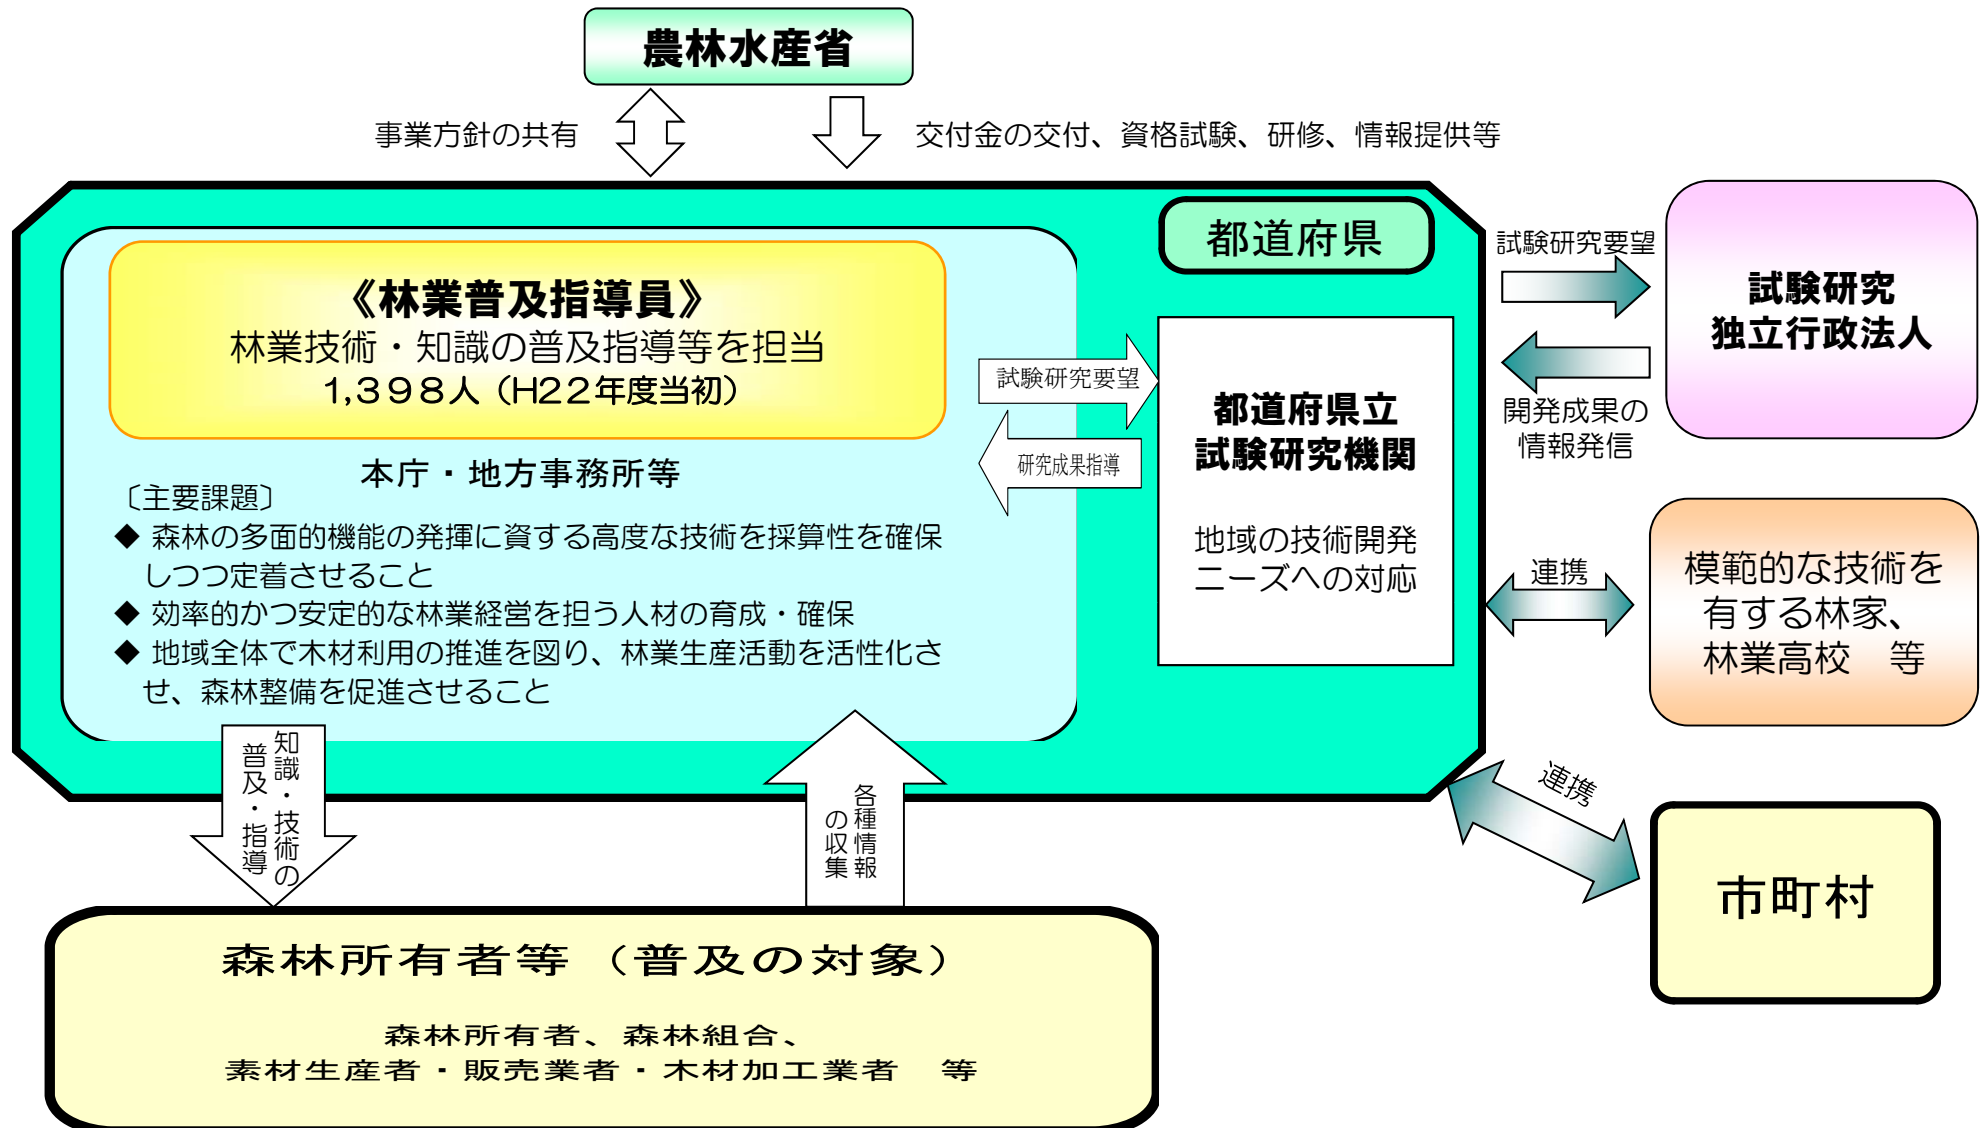 農林水産省
事業方針の共有
交付金の交付、資格試験、研修、情報提供等
都道府県
《林業普及指導員》
林業技術・知識の普及指導等を担当
1,398人（H22年度当初）
本庁・地方事務所等
〔主要課題〕
◆ 森林の多面的機能の発揮に資する高度な技術を採算性を確保
しつつ定着させること
◆ 効率的かつ安定的な林業経営を担う人材の育成・確保
◆ 地域全体で木材利用の推進を図り、林業生産活動を活性化さ
せ、森林整備を促進させること
試験研究要望
研究成果指導
都道府県立
試験研究機関
地域の技術開発
ニーズへの対応
試験研究要望
開発成果の
情報発信
試験研究
独立行政法人
連携
模範的な技術を
有する林家、
林業高校　等
連携
市町村
知識・技術の
普及・指導
各種情報
の収集
森林所有者等（普及の対象）
森林所有者、森林組合、
素材生産者・販売業者・木材加工業者　等